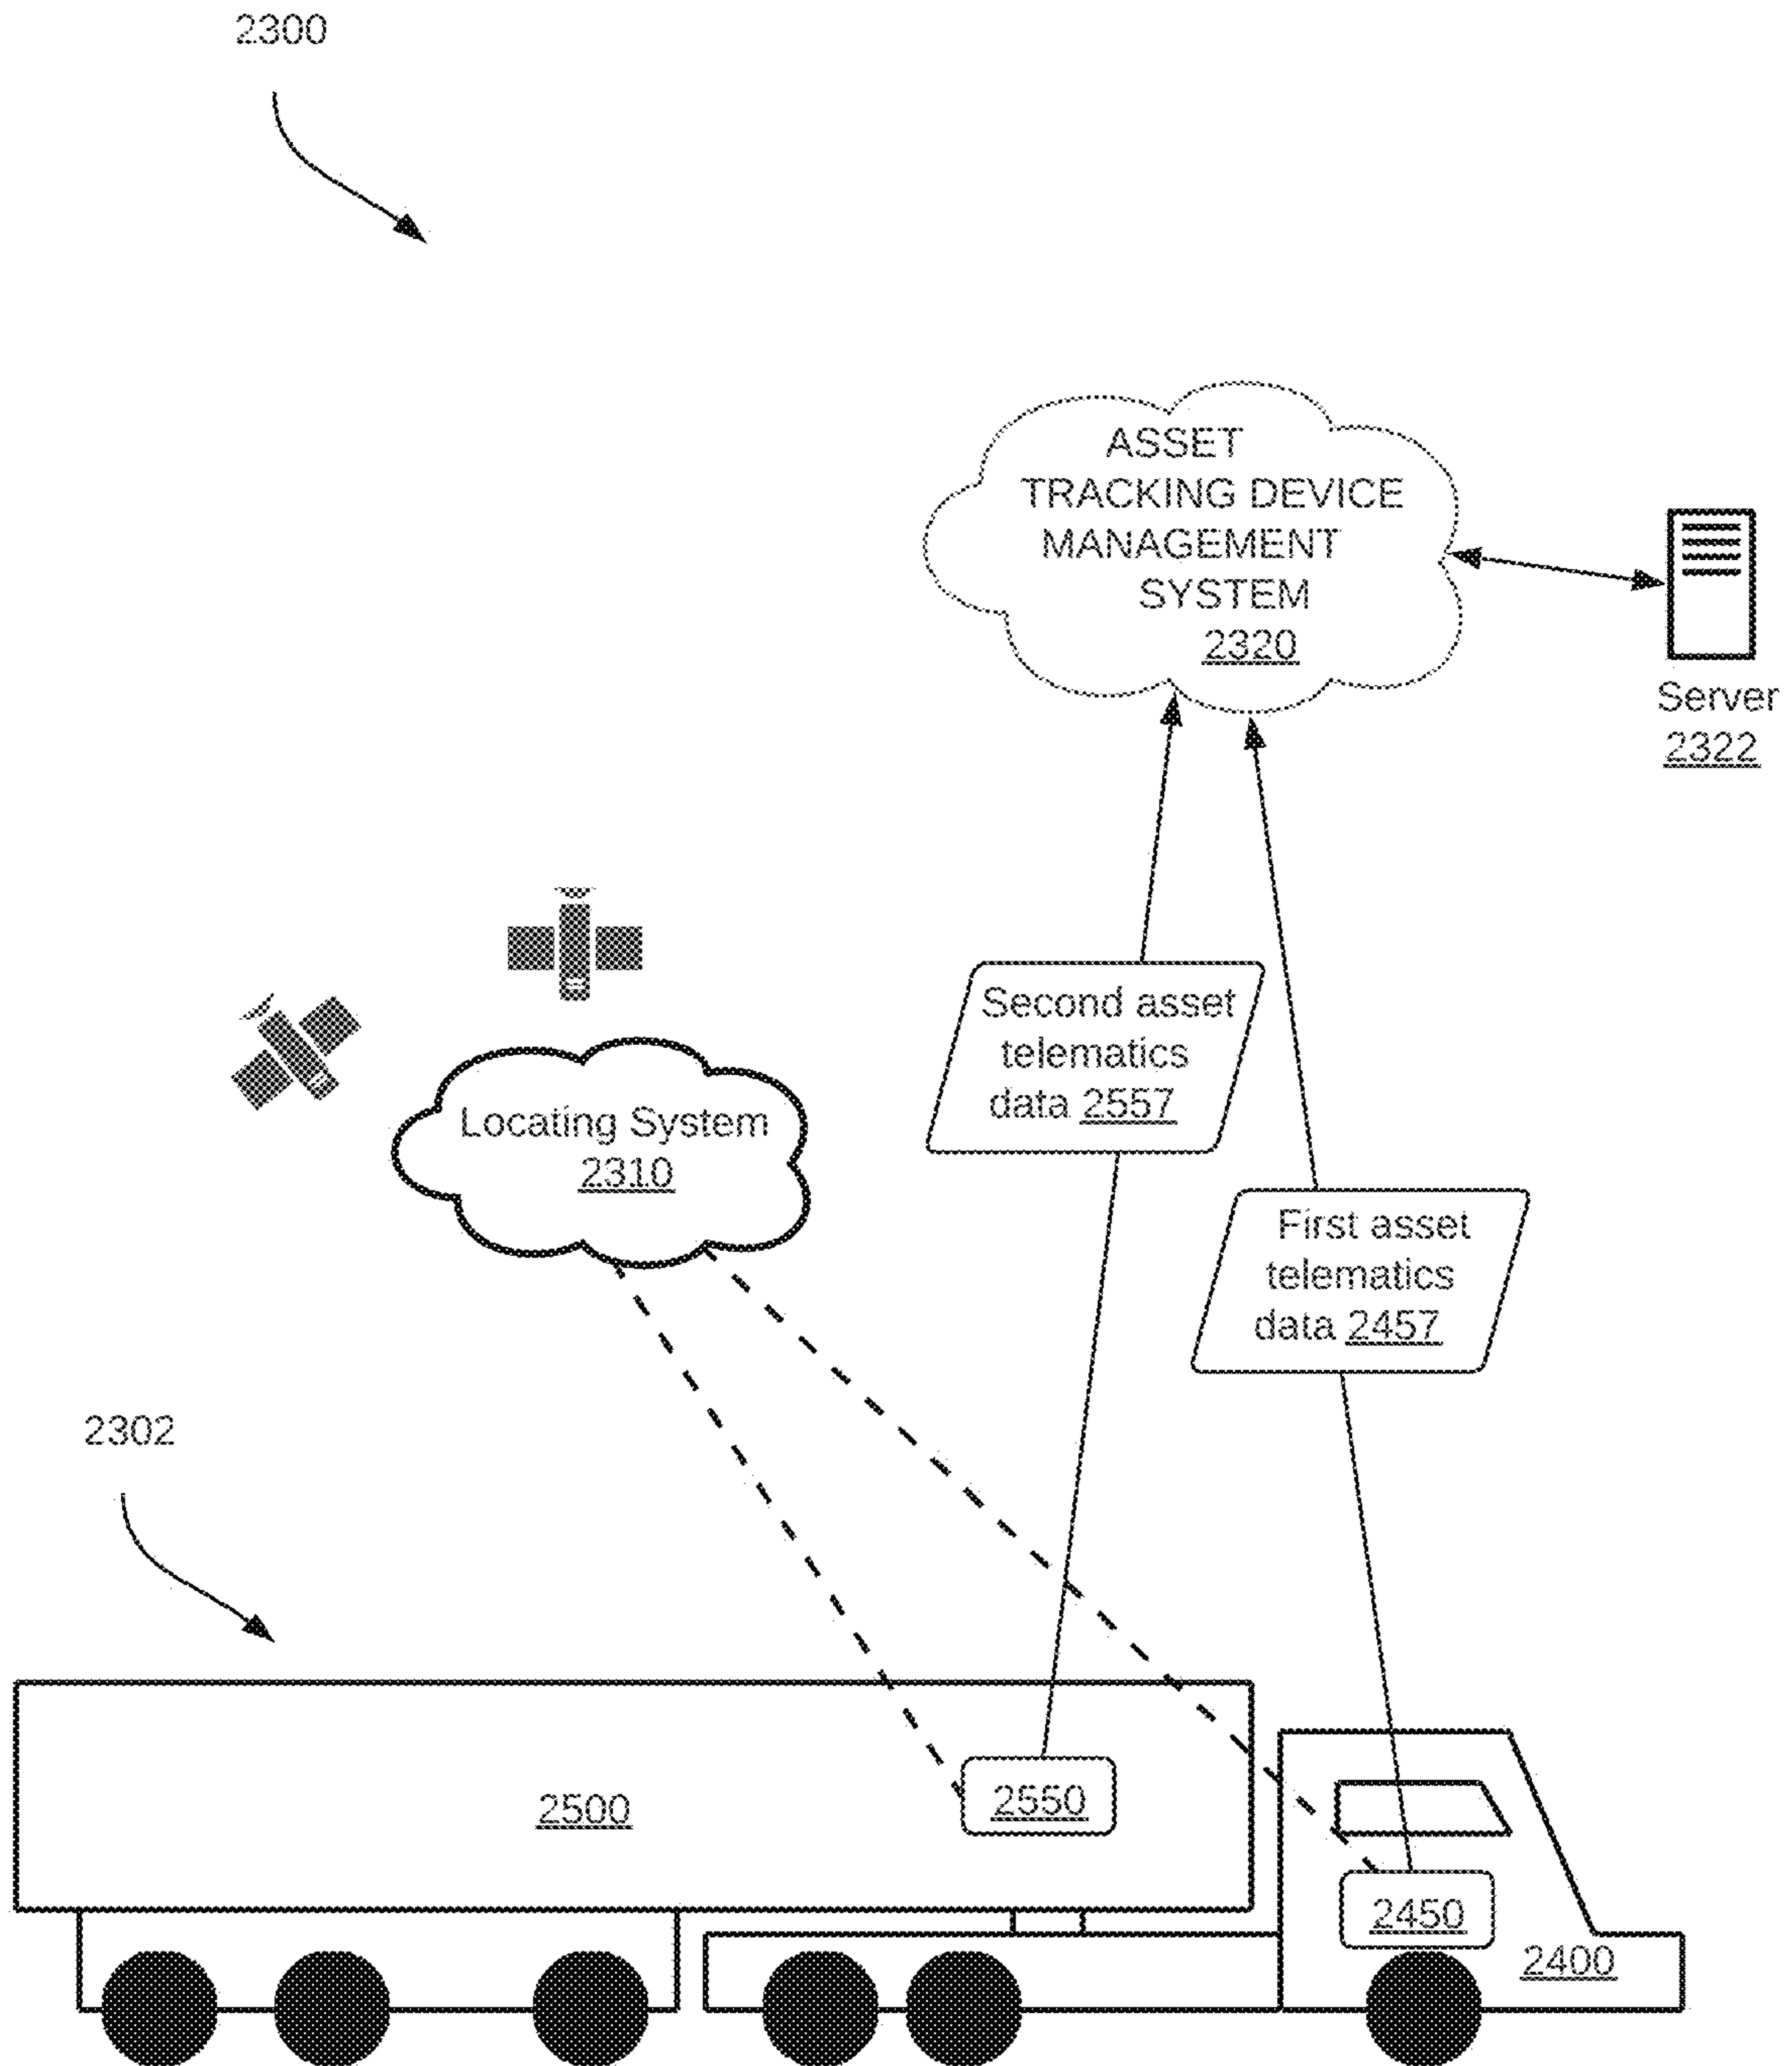 2300
ASSET
TRACKING DEVICE
MANAGEMENT
SYSTEM
2320
Server
2322
Second asset
telematics
data 2557
Locating System
2310
First asset
telematics
data 2457
2302
2500
2550
2450
2400